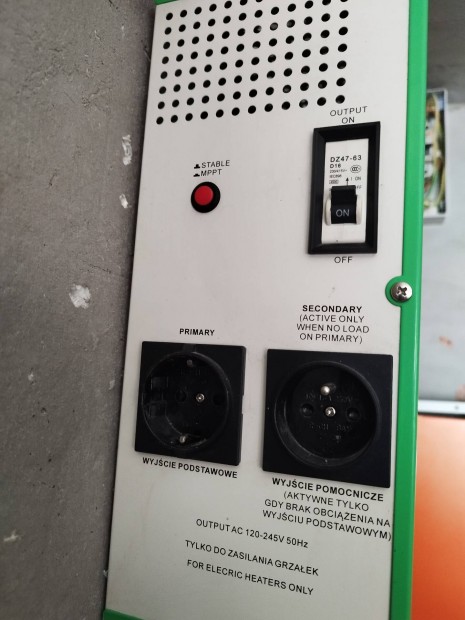 OUTPUT
ON
STABLE
MPPT
DZ47-63
D16
ON
ON
OFF
SECONDARY
(ACTIVE ONLY
WHEN NO LOAD
ON PRIMARY)
PRIMARY
WYJŚCIE PODSTAWOWE
WYJŚCIE POMOCNICZE
(AKTYWNE TYLKO
GDY BRAK OBCIĄŻENIA NA
WYJŚCIU PODSTAWOWYM)
OUTPUT AC 120-245V 50Hz
TYLKO DO ZASILANIA GRZAŁEK
FOR ELECRIC HEATERS ONLY